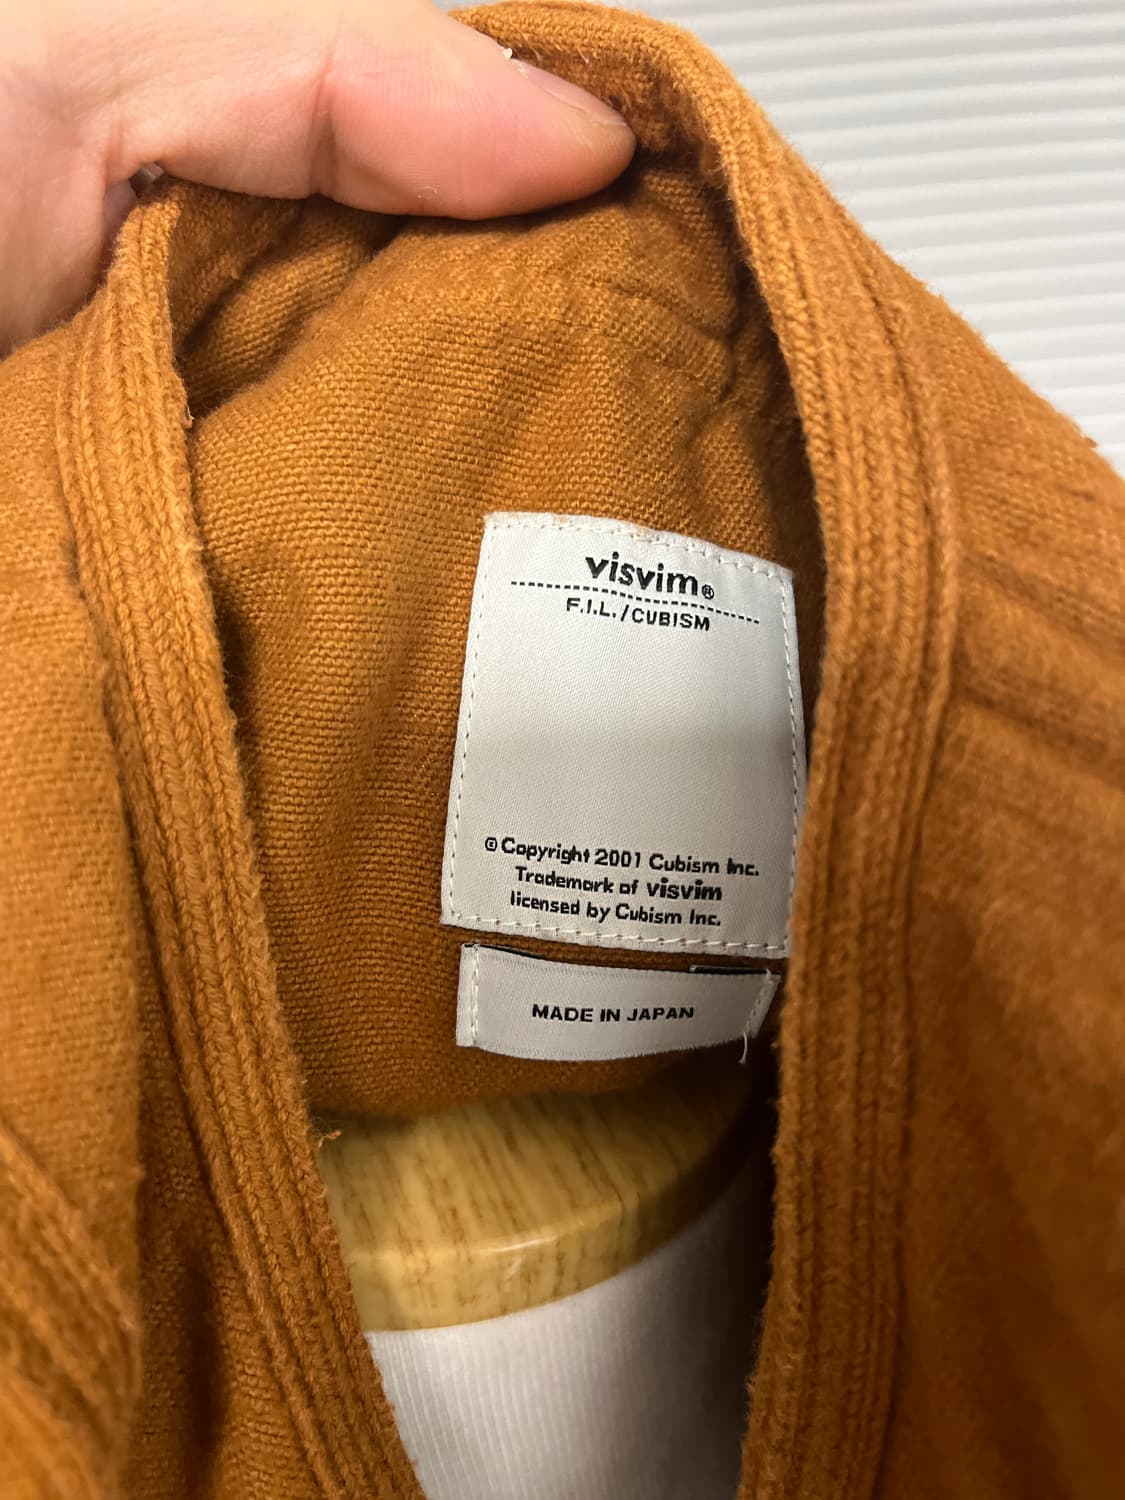 visvim®
F.I.L./CUBISM
© Copyright 2001 Cubism Inc.
Trademark of visvim
licensed by Cubism Inc.
MADE IN JAPAN